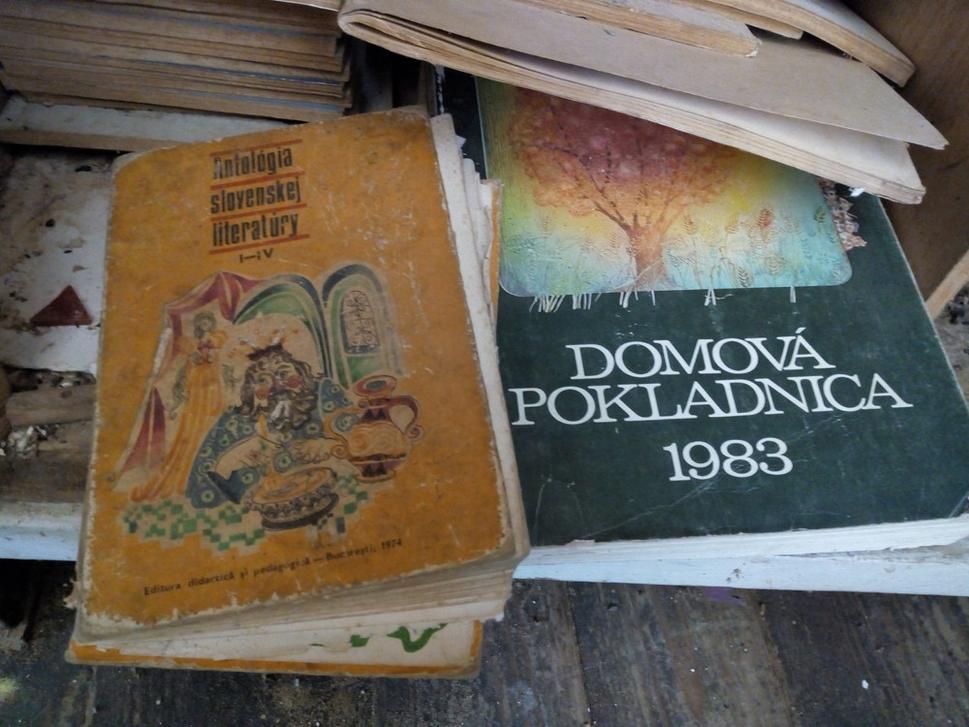 Antológia
slovenskej
literatúry
I—IV
Editura didactică și pedagogică — București, 1974
DOMOVÁ
POKLADNICA
1983